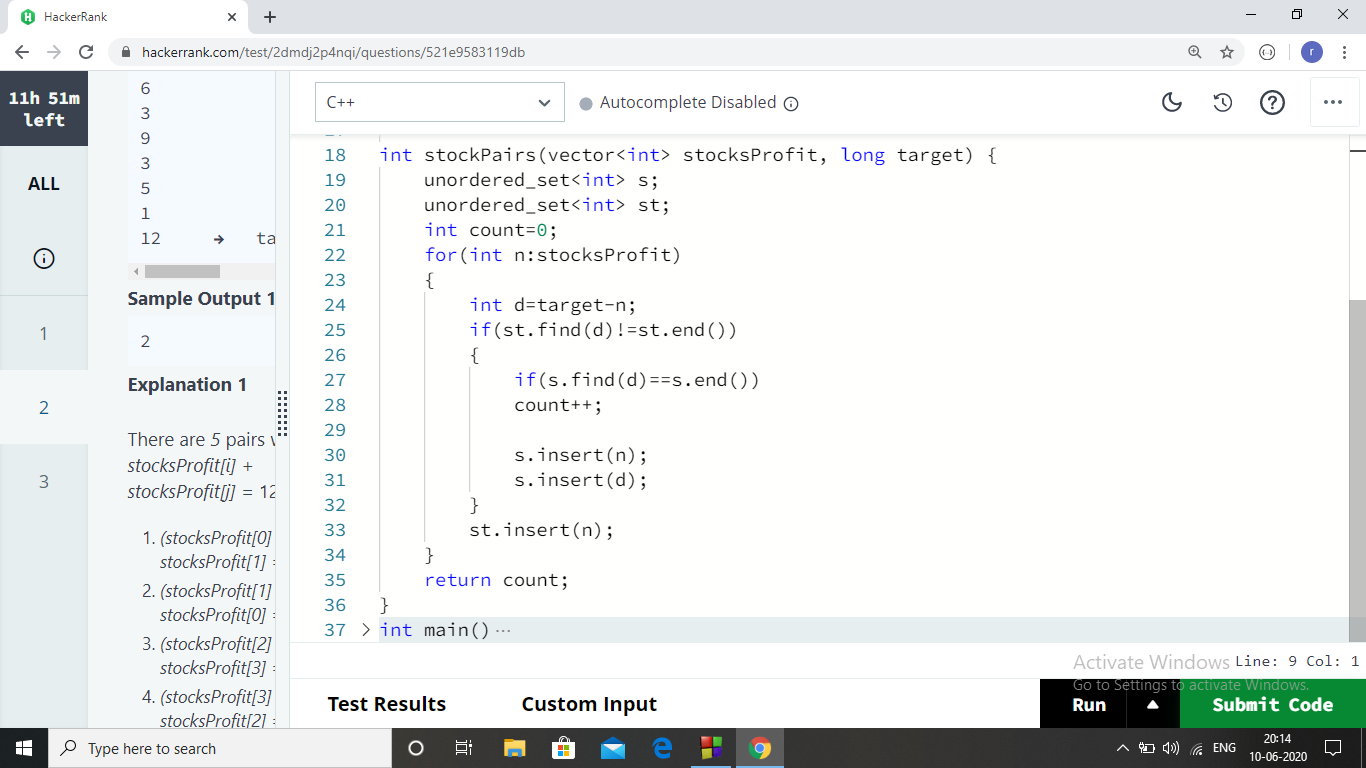 HackerRank
hackerrank.com/test/2dmdj2p4nqi/questions/521e9583119db
r
11h 51m
left
ALL
1
2
3
6
3
9
3
5
1
12 → ta
Sample Output 1
2
Explanation 1
There are 5 pairs
stocksProfit[i] +
stocksProfit[j] = 12
1. (stocksProfit[0]
stocksProfit[1] =
2. (stocksProfit[1]
stocksProfit[0] =
3. (stocksProfit[2]
stocksProfit[3] =
4. (stocksProfit[3]
stocksProfit[2] =
C++
Autocomplete Disabled
18 int stockPairs(vector<int> stocksProfit, long target) {
19 unordered_set<int> s;
20 unordered_set<int> st;
21 int count=0;
22 for(int n:stocksProfit)
23 {
24 int d=target-n;
25 if(st.find(d)!=st.end())
26 {
27 if(s.find(d)==s.end())
28 count++;
29
30 s.insert(n);
31 s.insert(d);
32 }
33 st.insert(n);
34 }
35 return count;
36 }
37 > int main() ...
Activate Windows
Go to Settings to activate Windows.
Line: 9 Col: 1
Test Results
Custom Input
Run
Submit Code
Type here to search
ENG
20:14
10-06-2020